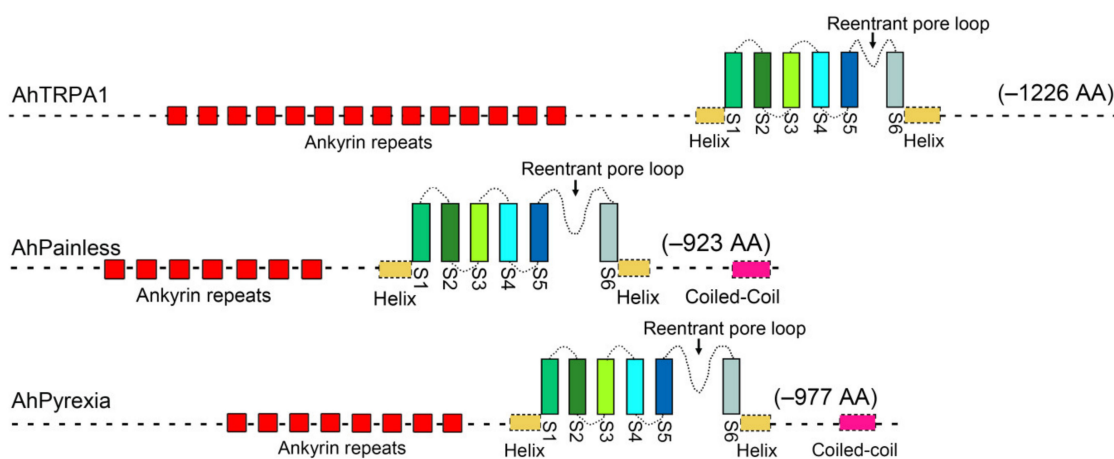 Reentrant pore loop
AhTRPA1
(–1226 AA)
S1 S2 S3 S4 S5 S6
Ankyrin repeats
Helix
Helix
Reentrant pore loop
AhPainless
(–923 AA)
S1 S2 S3 S4 S5 S6
Ankyrin repeats
Helix
Helix
Coiled-Coil
Reentrant pore loop
AhPyrexia
(–977 AA)
S1 S2 S3 S4 S5 S6
Ankyrin repeats
Helix
Helix
Coiled-coil